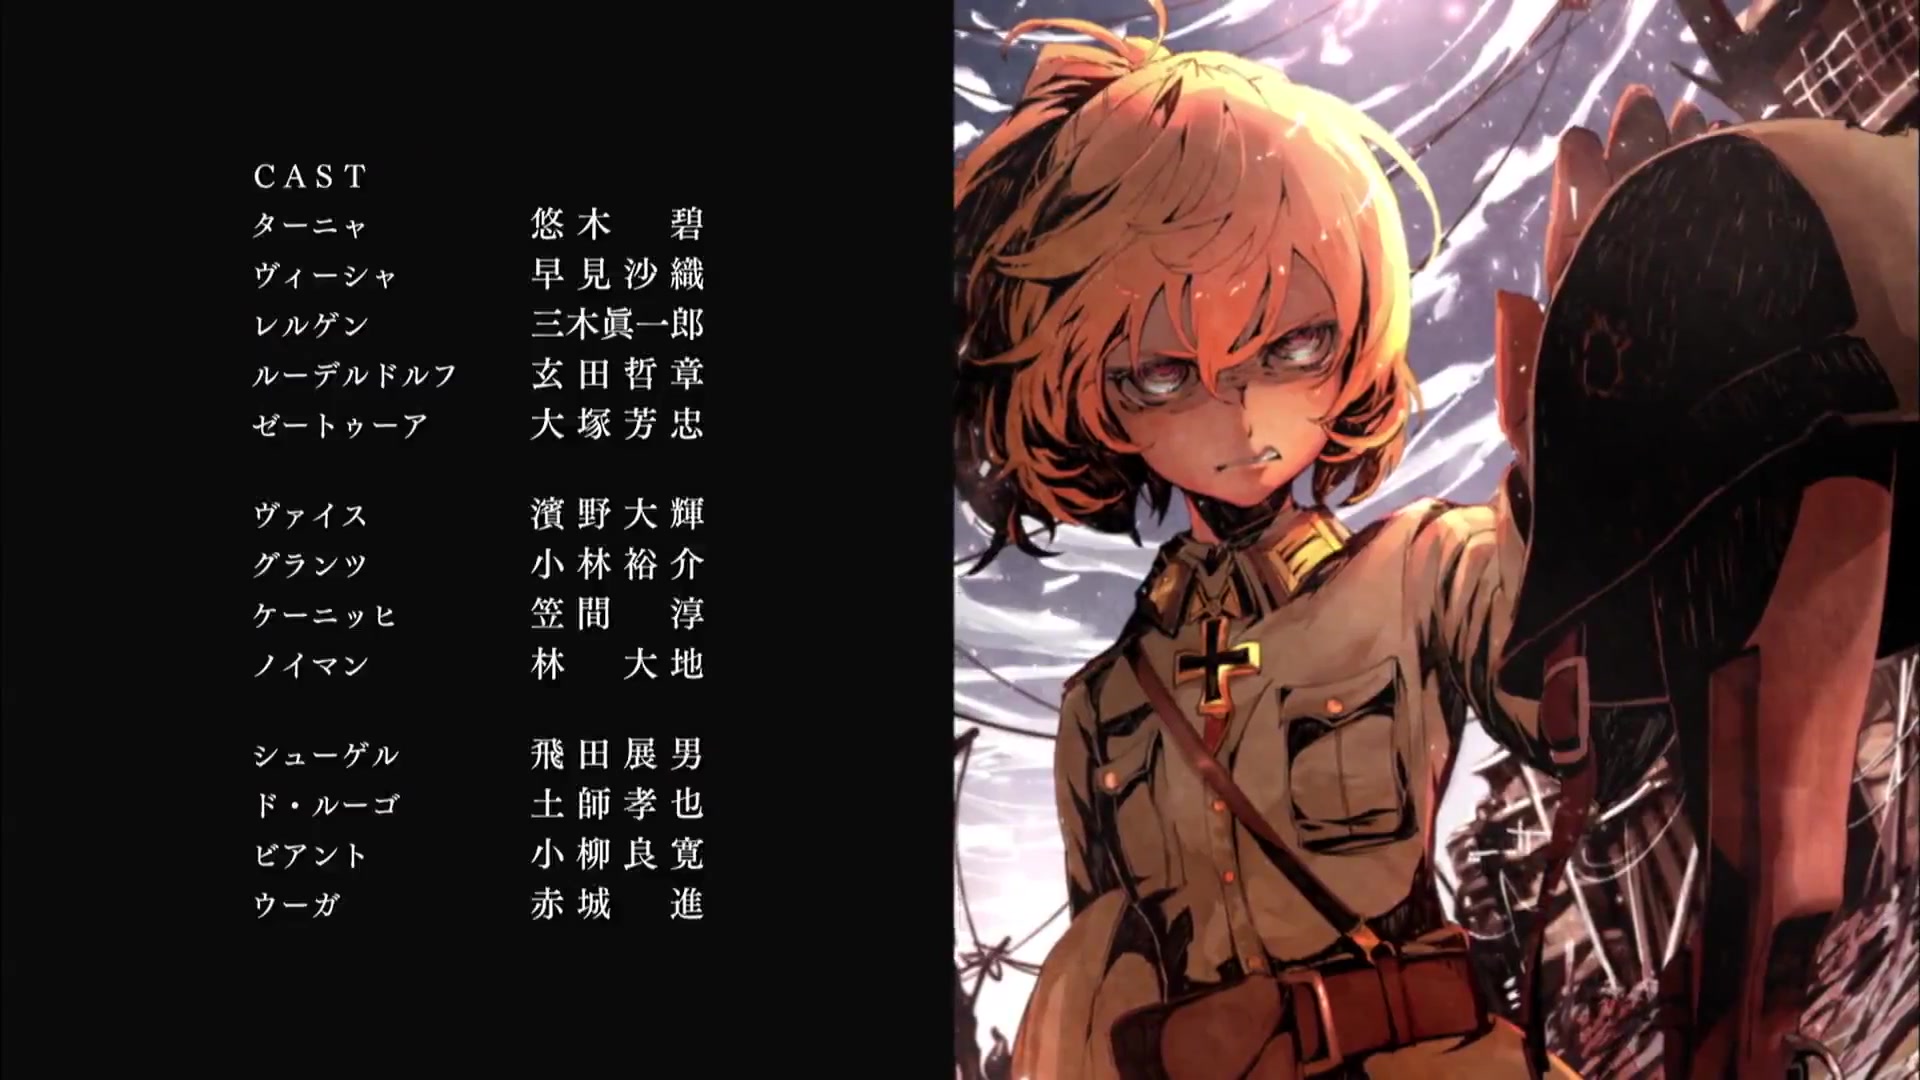 CAST
ターニャ 悠木 碧
ヴィーシャ 早見沙織
レルゲン 三木眞一郎
ルーデルドルフ 玄田哲章
ゼートゥーア 大塚芳忠
ヴァイス 濱野大輝
グランツ 小林裕介
ケーニッヒ 笠間 淳
ノイマン 林 大地
シューゲル 飛田展男
ド・ルーゴ 土師孝也
ビアント 小柳良寛
ウーガ 赤城 進